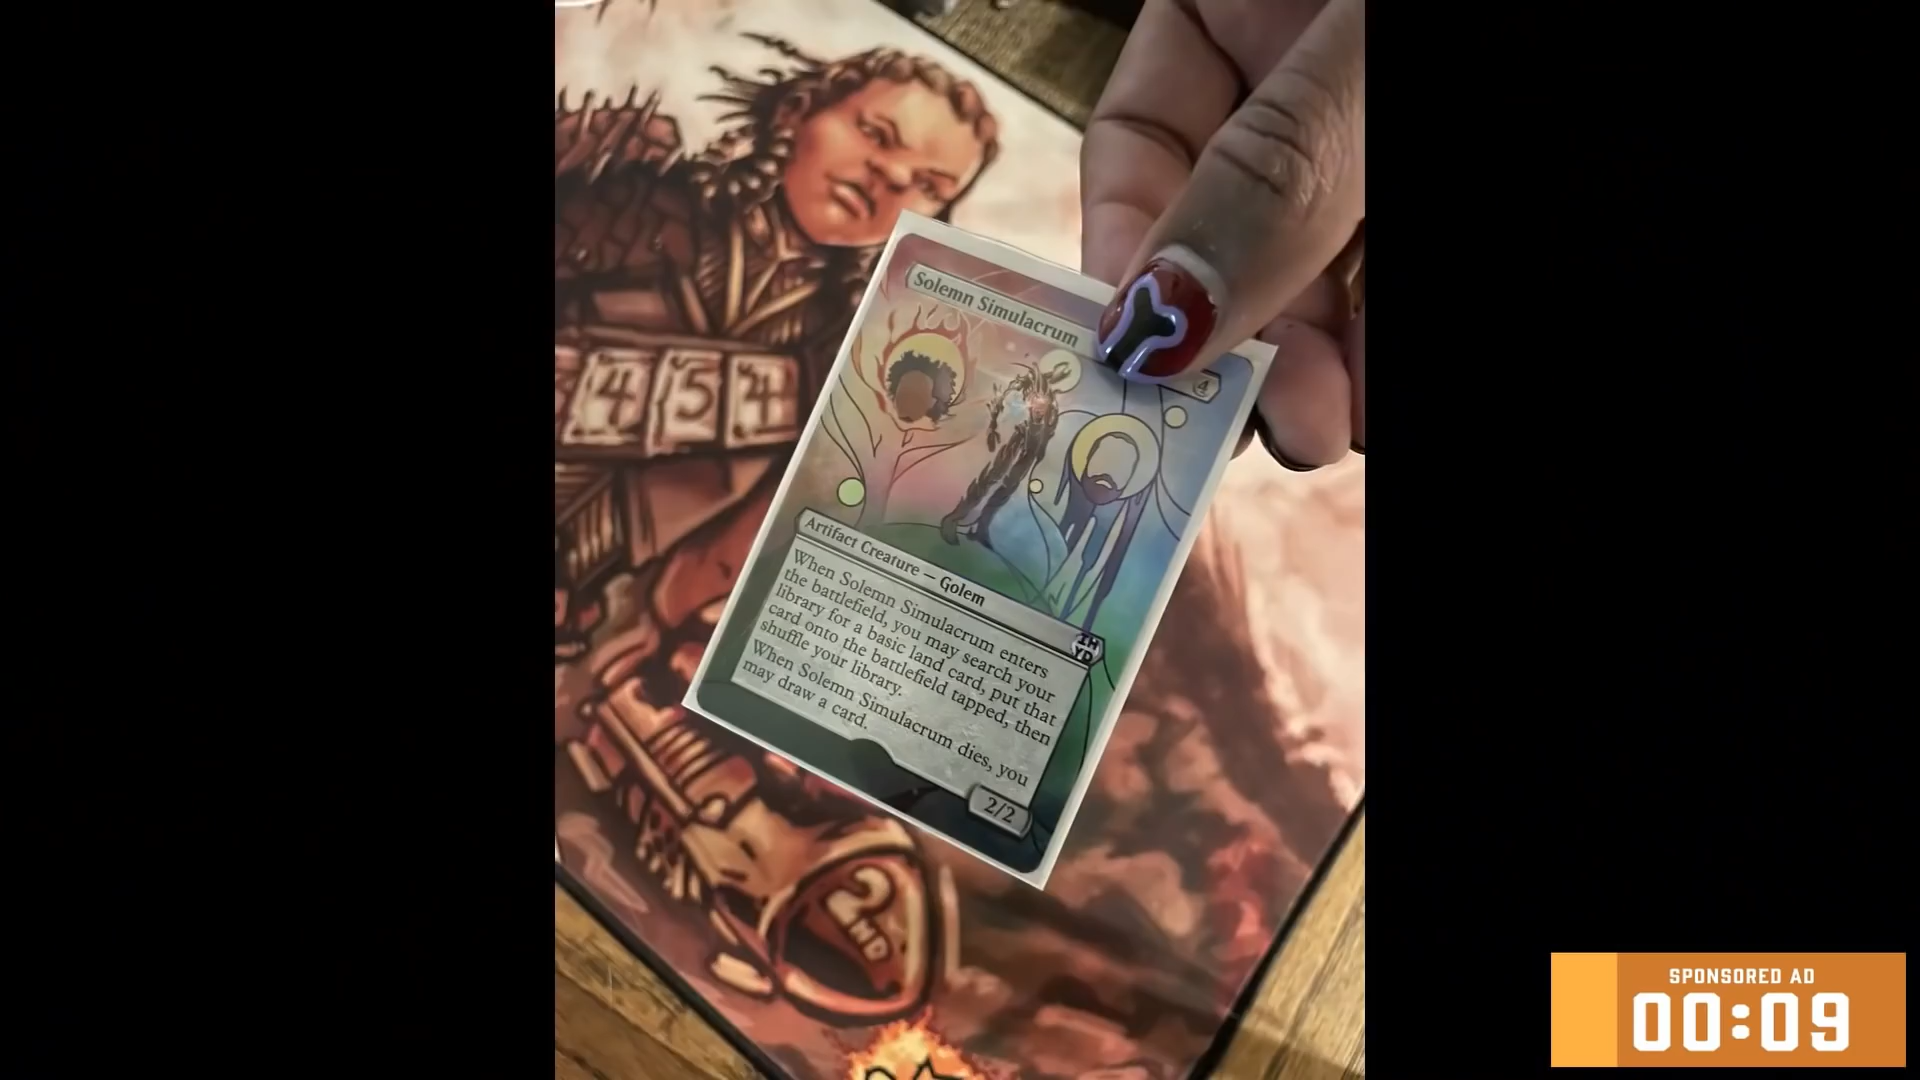 4 5 4
Solemn Simulacrum
4
Artifact Creature — Golem
IH
YD
When Solemn Simulacrum enters
the battlefield, you may search your
library for a basic land card, put that
card onto the battlefield tapped, then
shuffle your library.
When Solemn Simulacrum dies, you
may draw a card.
2/2
2ND
SPONSORED AD
00:09